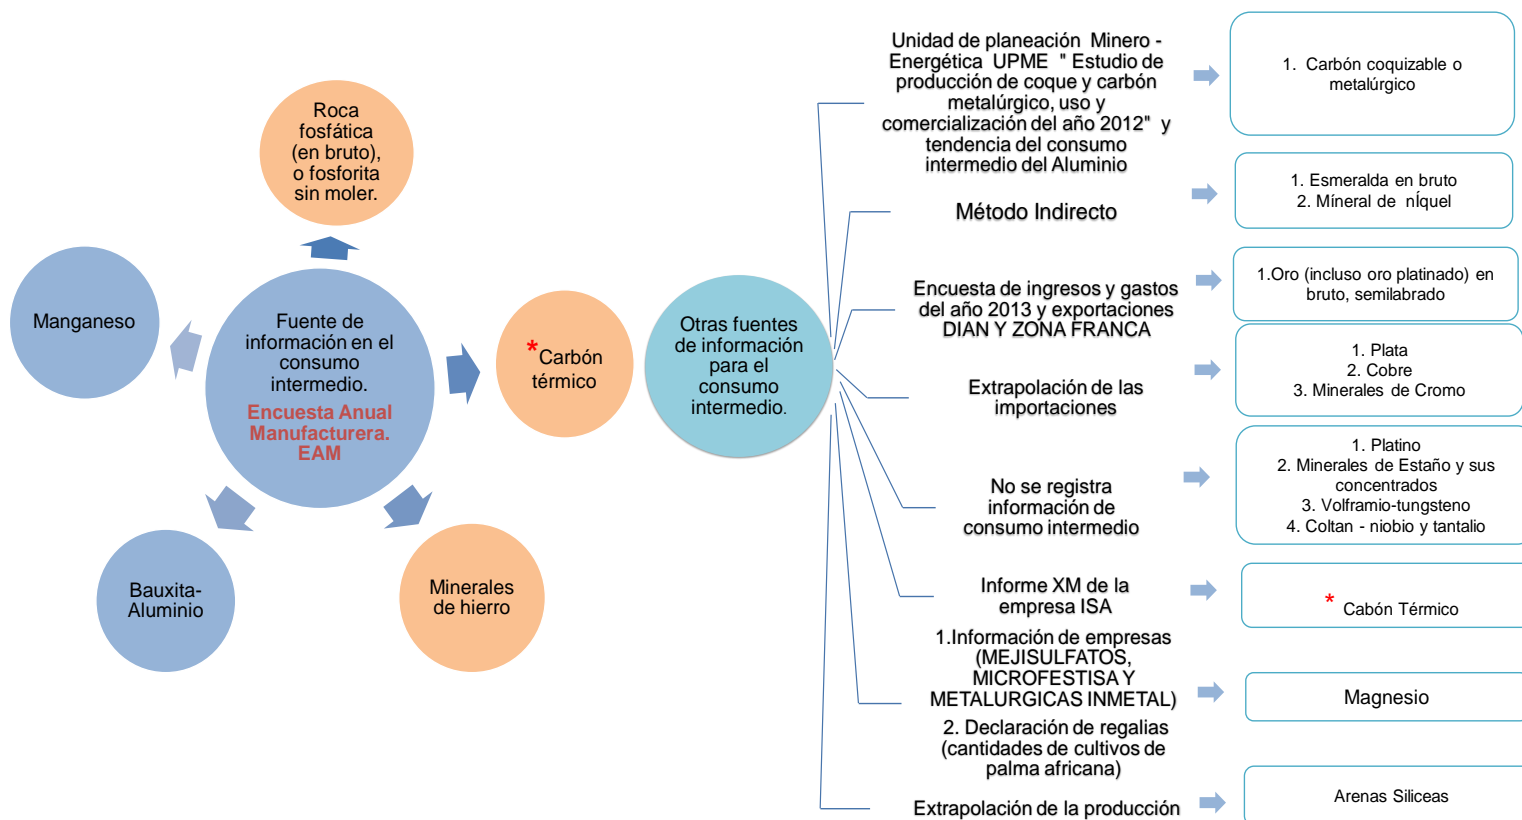 Roca
fosfática
(en bruto),
o fosforita
sin moler.
Manganeso
Fuente de
información en el
consumo
intermedio.
Encuesta Anual
Manufacturera.
EAM
*Carbón
térmico
Bauxita-
Aluminio
Minerales
de hierro
Otras fuentes
de información
para el
consumo
intermedio.
Unidad de planeación Minero -
Energética UPME " Estudio de
producción de coque y carbón
metalúrgico, uso y
comercialización del año 2012" y
tendencia del consumo
intermedio del Aluminio
1. Carbón coquizable o
metalúrgico
Método Indirecto
1. Esmeralda en bruto
2. Míneral de nÍquel
Encuesta de ingresos y gastos
del año 2013 y exportaciones
DIAN Y ZONA FRANCA
1.Oro (incluso oro platinado) en
bruto, semilabrado
Extrapolación de las
importaciones
1. Plata
2. Cobre
3. Minerales de Cromo
No se registra
información de
consumo intermedio
1. Platino
2. Minerales de Estaño y sus
concentrados
3. Volframio-tungsteno
4. Coltan - niobio y tantalio
Informe XM de la
empresa ISA
* Cabón Térmico
1.Información de empresas
(MEJISULFATOS,
MICROFESTISA Y
METALURGICAS INMETAL)
2. Declaración de regalias
(cantidades de cultivos de
palma africana)
Magnesio
Extrapolación de la producción
Arenas Siliceas